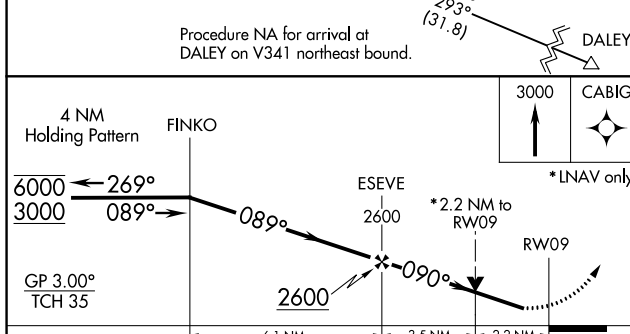 293°
(31.8)
Procedure NA for arrival at
DALEY on V341 northeast bound.
DALEY
3000
CABIG
*LNAV only
4 NM
Holding Pattern
FINKO
6000 269°
3000 089°
089°
ESEVE
2600
*2.2 NM to
RW09
RW09
090°
2600
GP 3.00°
TCH 35